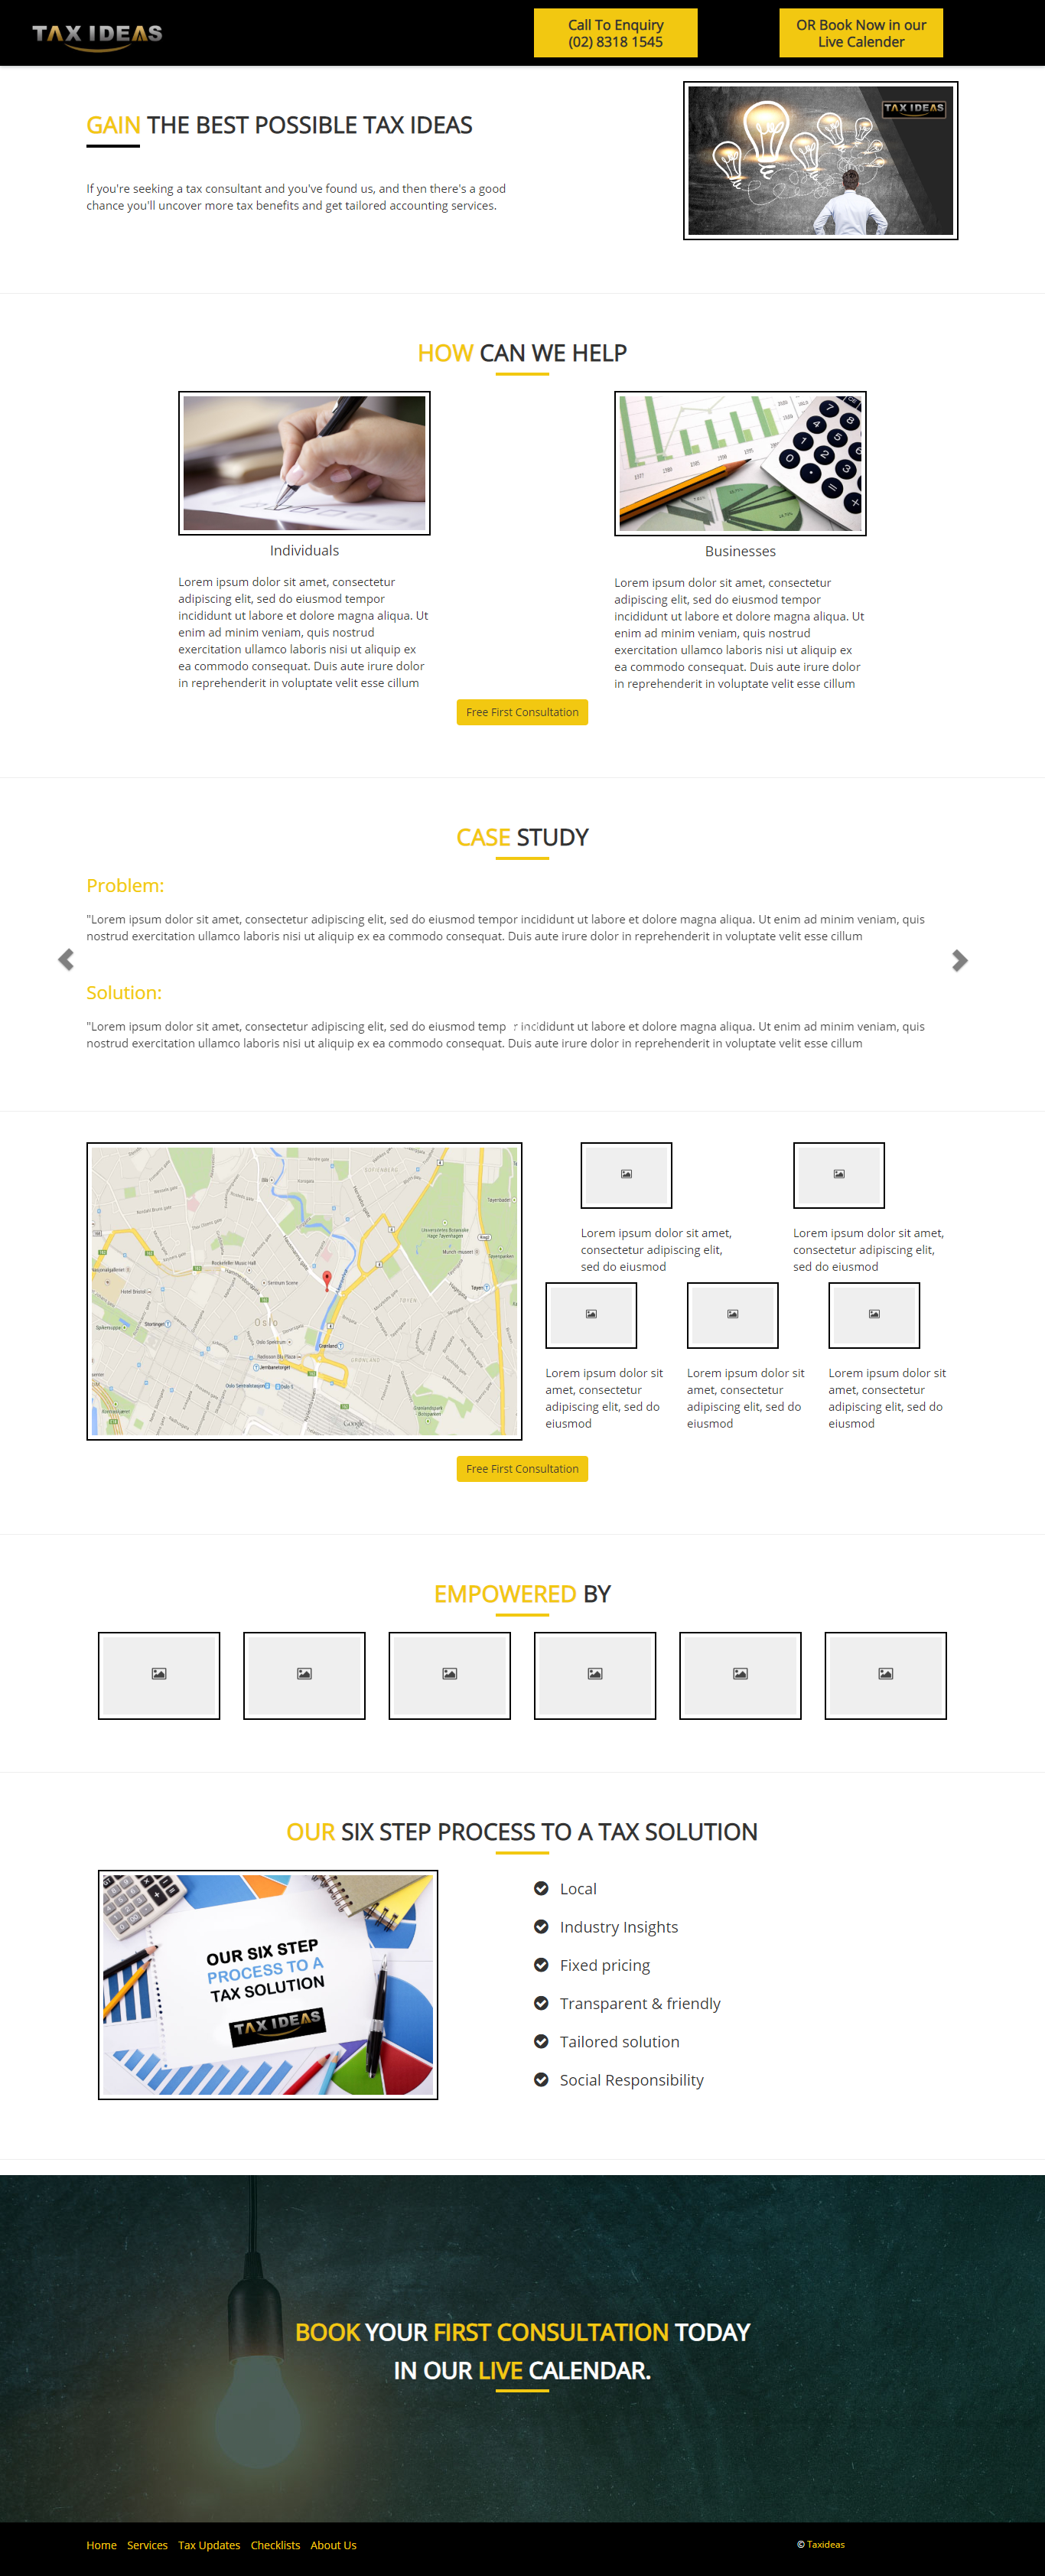 TAX IDEAS
Call To Enquiry
(02) 8318 1545
OR Book Now in our
Live Calender
GAIN THE BEST POSSIBLE TAX IDEAS
If you're seeking a tax consultant and you've found us, and then there's a good
chance you'll uncover more tax benefits and get tailored accounting services.
TAX IDEAS
HOW CAN WE HELP
Individuals
Lorem ipsum dolor sit amet, consectetur
adipiscing elit, sed do eiusmod tempor
incididunt ut labore et dolore magna aliqua. Ut
enim ad minim veniam, quis nostrud
exercitation ullamco laboris nisi ut aliquip ex
ea commodo consequat. Duis aute irure dolor
in reprehenderit in voluptate velit esse cillum
Businesses
Lorem ipsum dolor sit amet, consectetur
adipiscing elit, sed do eiusmod tempor
incididunt ut labore et dolore magna aliqua. Ut
enim ad minim veniam, quis nostrud
exercitation ullamco laboris nisi ut aliquip ex
ea commodo consequat. Duis aute irure dolor
in reprehenderit in voluptate velit esse cillum
Free First Consultation
CASE STUDY
Problem:
"Lorem ipsum dolor sit amet, consectetur adipiscing elit, sed do eiusmod tempor incididunt ut labore et dolore magna aliqua. Ut enim ad minim veniam, quis
nostrud exercitation ullamco laboris nisi ut aliquip ex ea commodo consequat. Duis aute irure dolor in reprehenderit in voluptate velit esse cillum
Solution:
"Lorem ipsum dolor sit amet, consectetur adipiscing elit, sed do eiusmod tempor incididunt ut labore et dolore magna aliqua. Ut enim ad minim veniam, quis
nostrud exercitation ullamco laboris nisi ut aliquip ex ea commodo consequat. Duis aute irure dolor in reprehenderit in voluptate velit esse cillum
Oslo
Google
Lorem ipsum dolor sit amet,
consectetur adipiscing elit,
sed do eiusmod
Lorem ipsum dolor sit amet,
consectetur adipiscing elit,
sed do eiusmod
Lorem ipsum dolor sit
amet, consectetur
adipiscing elit, sed do
eiusmod
Lorem ipsum dolor sit
amet, consectetur
adipiscing elit, sed do
eiusmod
Lorem ipsum dolor sit
amet, consectetur
adipiscing elit, sed do
eiusmod
Free First Consultation
EMPOWERED BY
OUR SIX STEP PROCESS TO A TAX SOLUTION
OUR SIX STEP
PROCESS TO A
TAX SOLUTION
TAX IDEAS
Local
Industry Insights
Fixed pricing
Transparent & friendly
Tailored solution
Social Responsibility
BOOK YOUR FIRST CONSULTATION TODAY
IN OUR LIVE CALENDAR.
Home Services Tax Updates Checklists About Us
© Taxideas